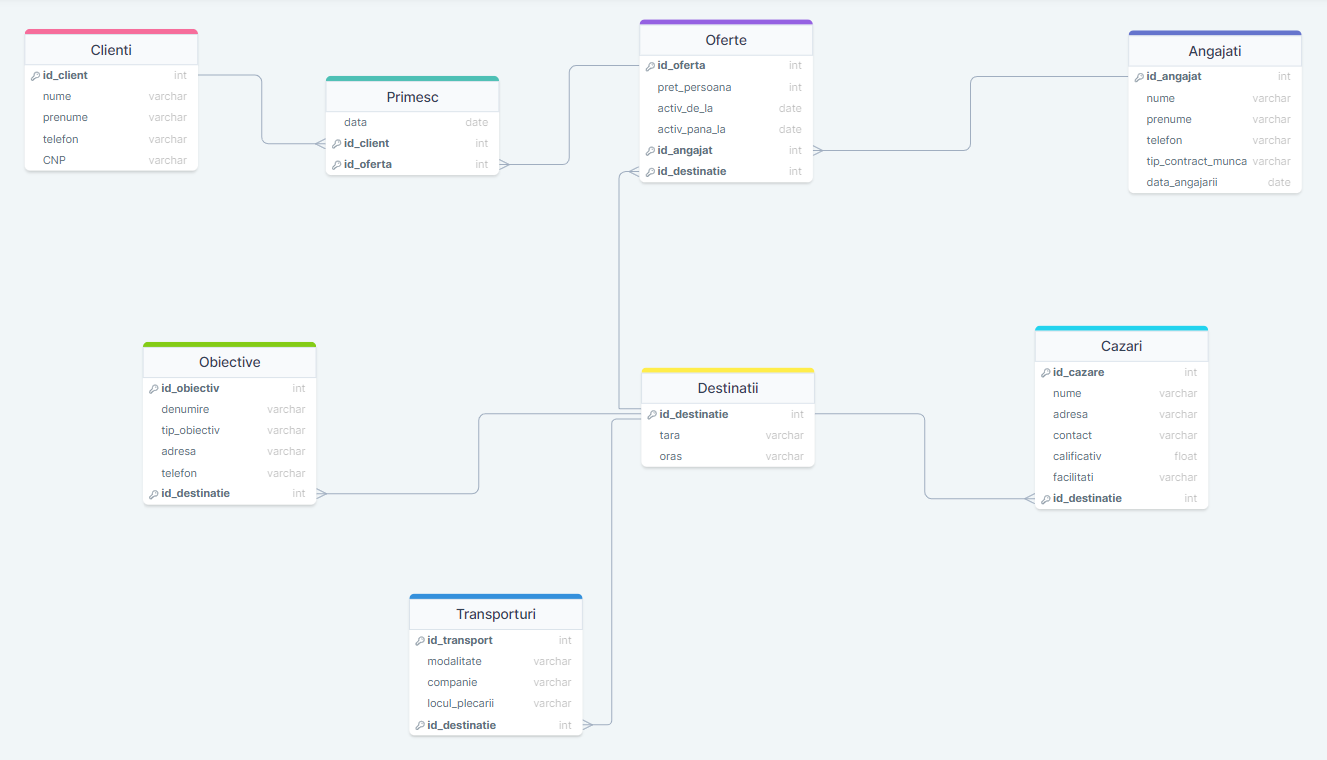 Clienti
id_client int
nume varchar
prenume varchar
telefon varchar
CNP varchar
Primesc
data date
id_client int
id_oferta int
Oferte
id_oferta int
pret_persoana int
activ_de_la date
activ_pana_la date
id_angajat int
id_destinatie int
Angajati
id_angajat int
nume varchar
prenume varchar
telefon varchar
tip_contract_munca varchar
data_angajarii date
Obiective
id_obiectiv int
denumire varchar
tip_obiectiv varchar
adresa varchar
telefon varchar
id_destinatie int
Destinatii
id_destinatie int
tara varchar
oras varchar
Cazari
id_cazare int
nume varchar
adresa varchar
contact varchar
calificativ float
facilitati varchar
id_destinatie int
Transporturi
id_transport int
modalitate varchar
companie varchar
locul_plecarii varchar
id_destinatie int